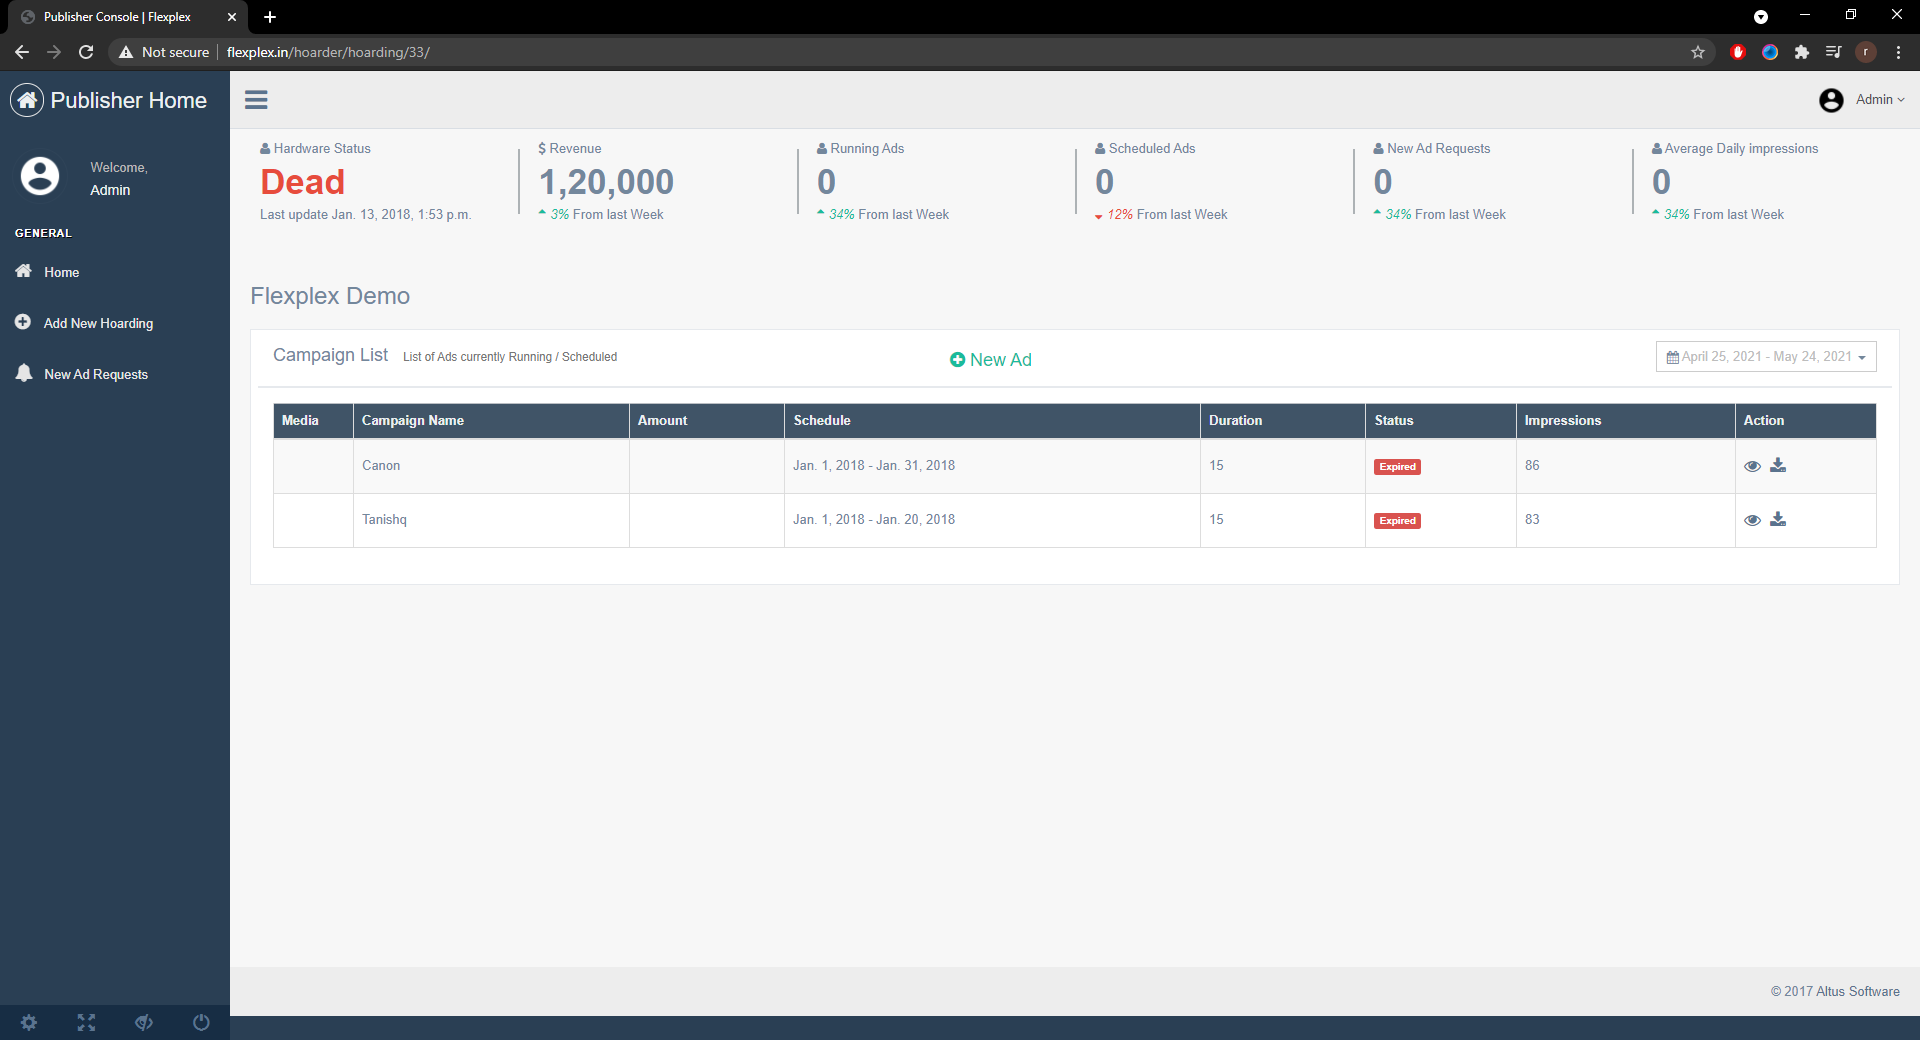 Publisher Console | Flexplex
Not secure flexplex.in/hoarder/hoarding/33/
r
Publisher Home
Admin
Welcome,
Admin
GENERAL
Home
Add New Hoarding
New Ad Requests
Hardware Status
Dead
Last update Jan. 13, 2018, 1:53 p.m.
$ Revenue
1,20,000
3% From last Week
Running Ads
0
34% From last Week
Scheduled Ads
0
12% From last Week
New Ad Requests
0
34% From last Week
Average Daily impressions
0
34% From last Week
Flexplex Demo
Campaign List List of Ads currently Running / Scheduled
New Ad
April 25, 2021 - May 24, 2021
Media Campaign Name Amount Schedule Duration Status Impressions Action
Canon Jan. 1, 2018 - Jan. 31, 2018 15 Expired 86
Tanishq Jan. 1, 2018 - Jan. 20, 2018 15 Expired 83
© 2017 Altus Software